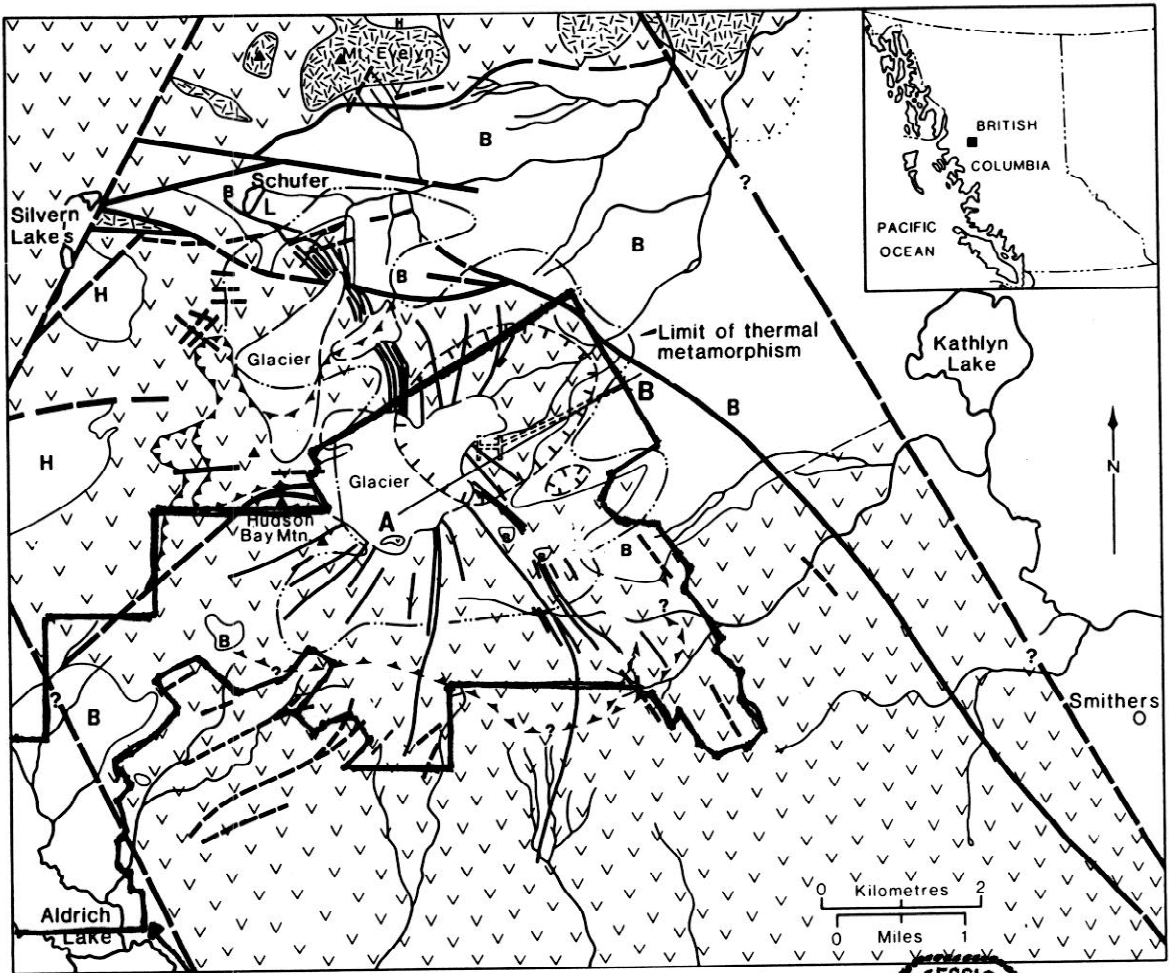 H
Mt Evelyn
B
BRITISH
COLUMBIA
PACIFIC
OCEAN
?
B
Schufer
L
Silvern
Lakes
B
B
H
Limit of thermal
metamorphism
Kathlyn
Lake
Glacier
B
B
N
H
Glacier
A
Hudson
Bay Mtn.
B
B
B
?
B
?
?
?
?
B
?
Smithers
0 Kilometres 2
0 Miles 1
Aldrich
Lake